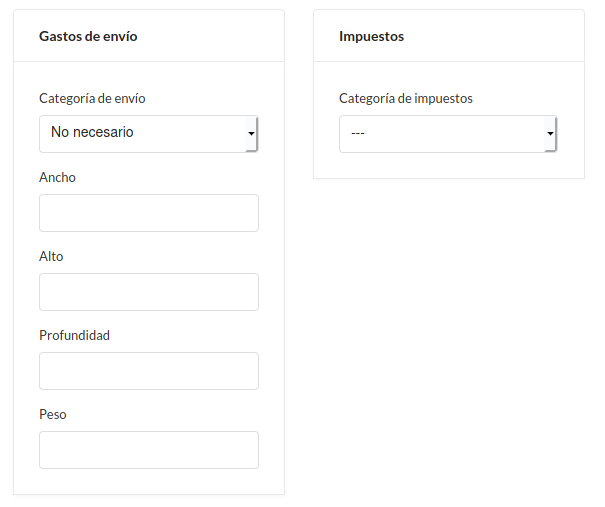 Gastos de envío
Categoría de envío
No necesario
Ancho
Alto
Profundidad
Peso
Impuestos
Categoría de impuestos
---